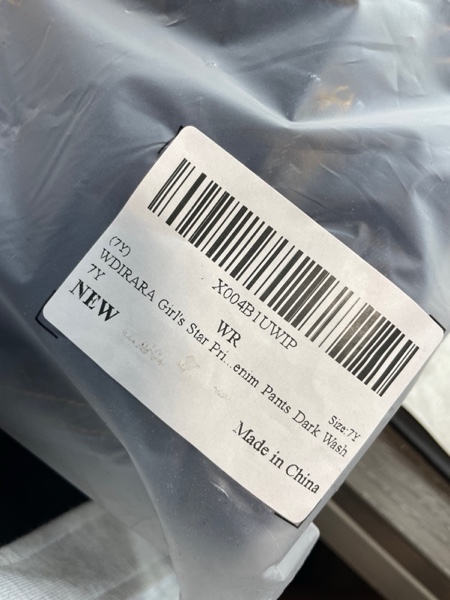 X004B1UWIP
(7Y)
WR
Size:7Y
WDIRARA Girl's Star Pri...enim Pants Dark Wash
7Y
NEW
Made in China